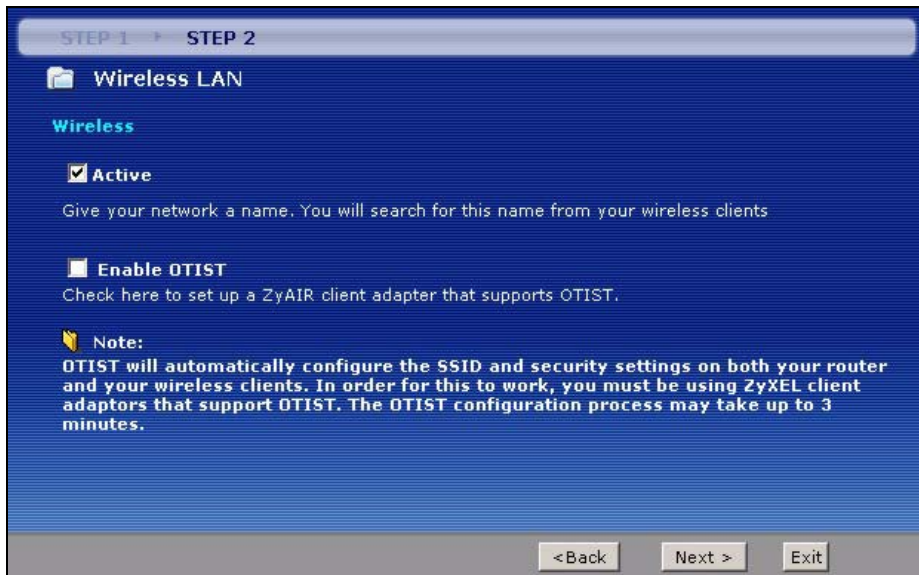 STEP 1 STEP 2
Wireless LAN
Wireless
Active
Give your network a name. You will search for this name from your wireless clients
Enable OTIST
Check here to set up a ZyAIR client adapter that supports OTIST.
Note:
OTIST will automatically configure the SSID and security settings on both your router
and your wireless clients. In order for this to work, you must be using ZyXEL client
adaptors that support OTIST. The OTIST configuration process may take up to 3
minutes.
<Back Next > Exit